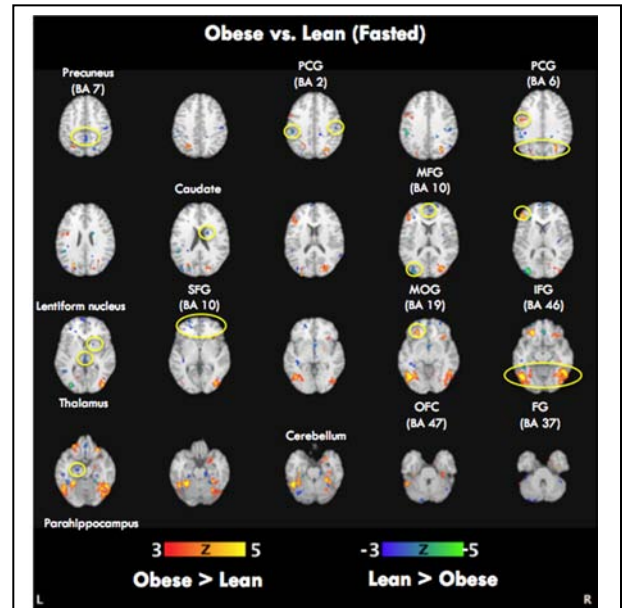 Obese vs. Lean (Fasted)
Precuneus
(BA 7)
PCG
(BA 2)
PCG
(BA 6)
Caudate
MFG
(BA 10)
Lentiform nucleus
SFG
(BA 10)
MOG
(BA 19)
IFG
(BA 46)
Thalamus
OFC
(BA 47)
FG
(BA 37)
Cerebellum
Parahippocampus
3 Z 5
-3 Z -5
Obese > Lean
Lean > Obese
L
R